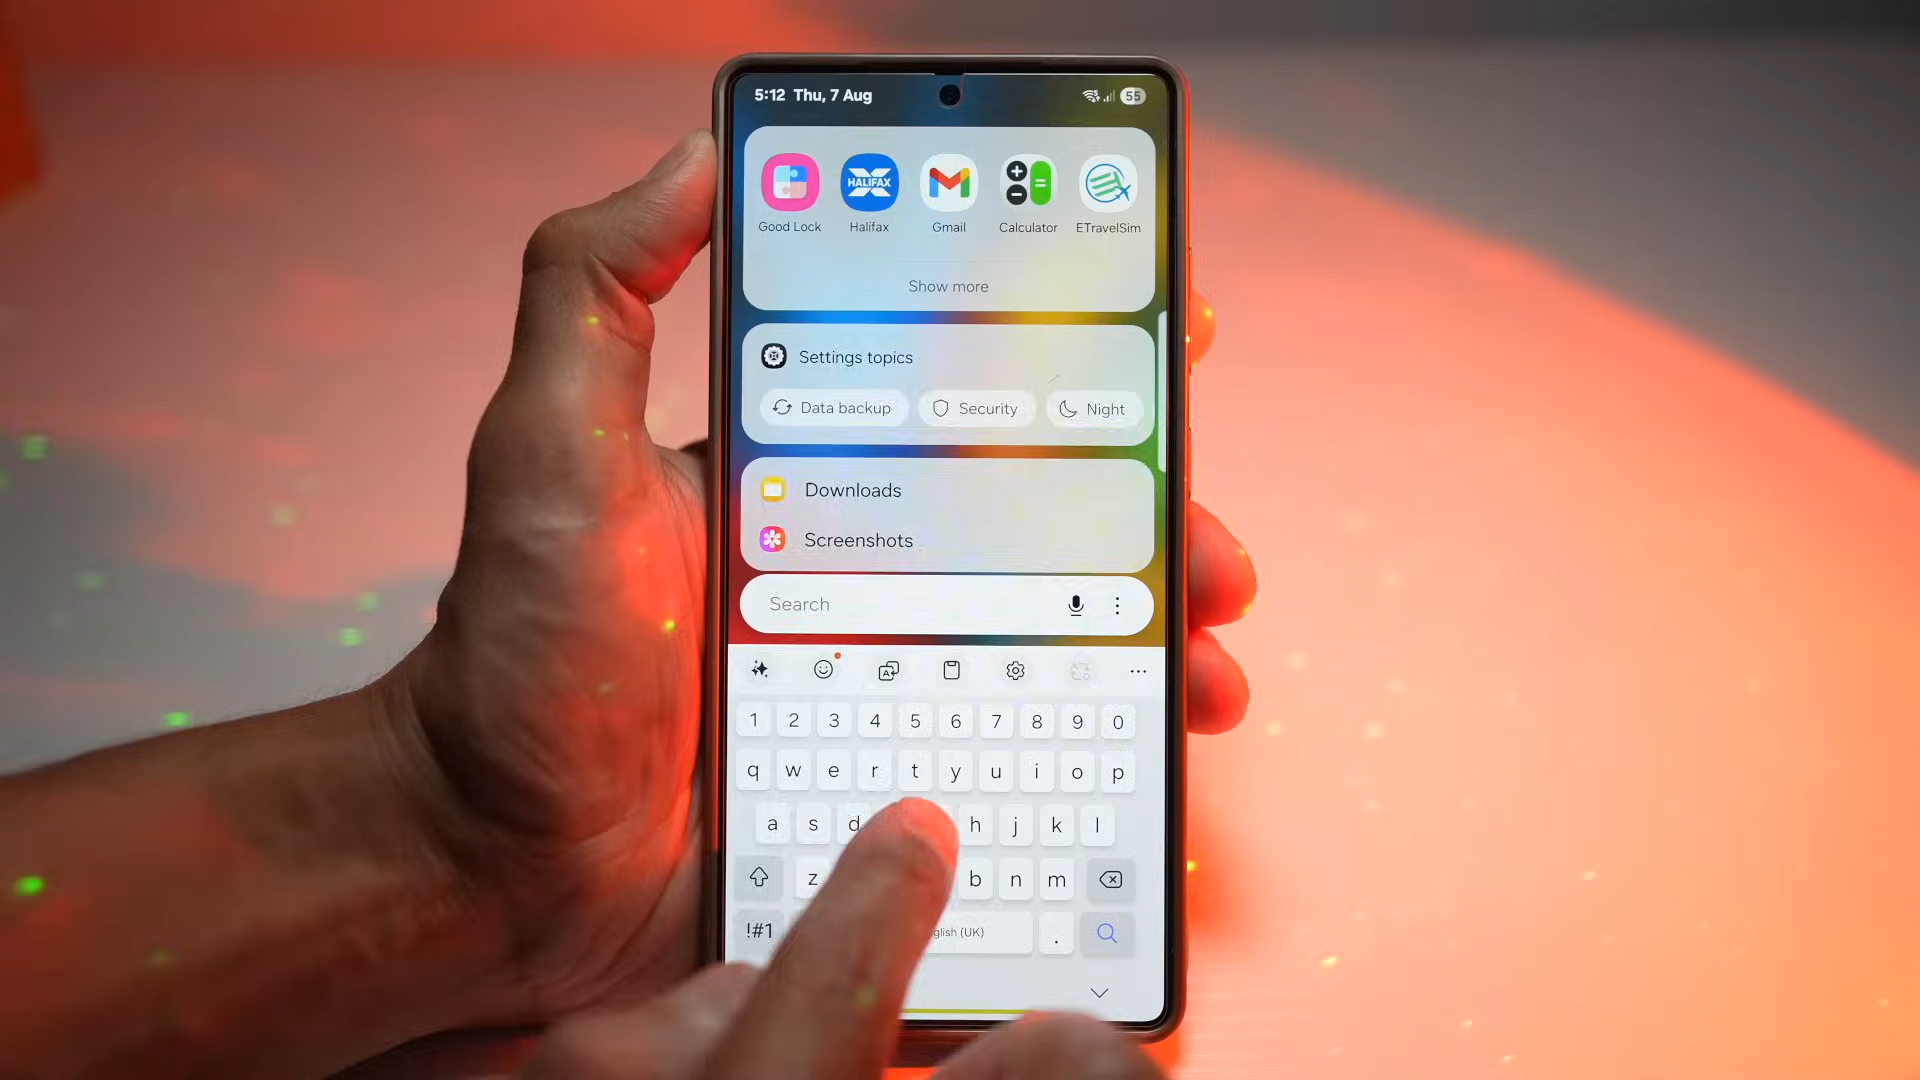 5:12 Thu, 7 Aug
55
HALIFAX
Good Lock Halifax Gmail Calculator ETravelSim
Show more
Settings topics
Data backup Security Night
Downloads
Screenshots
Search
1 2 3 4 5 6 7 8 9 0
q w e r t y u i o p
a s d h j k l
z b n m
!#1 glish (UK) .